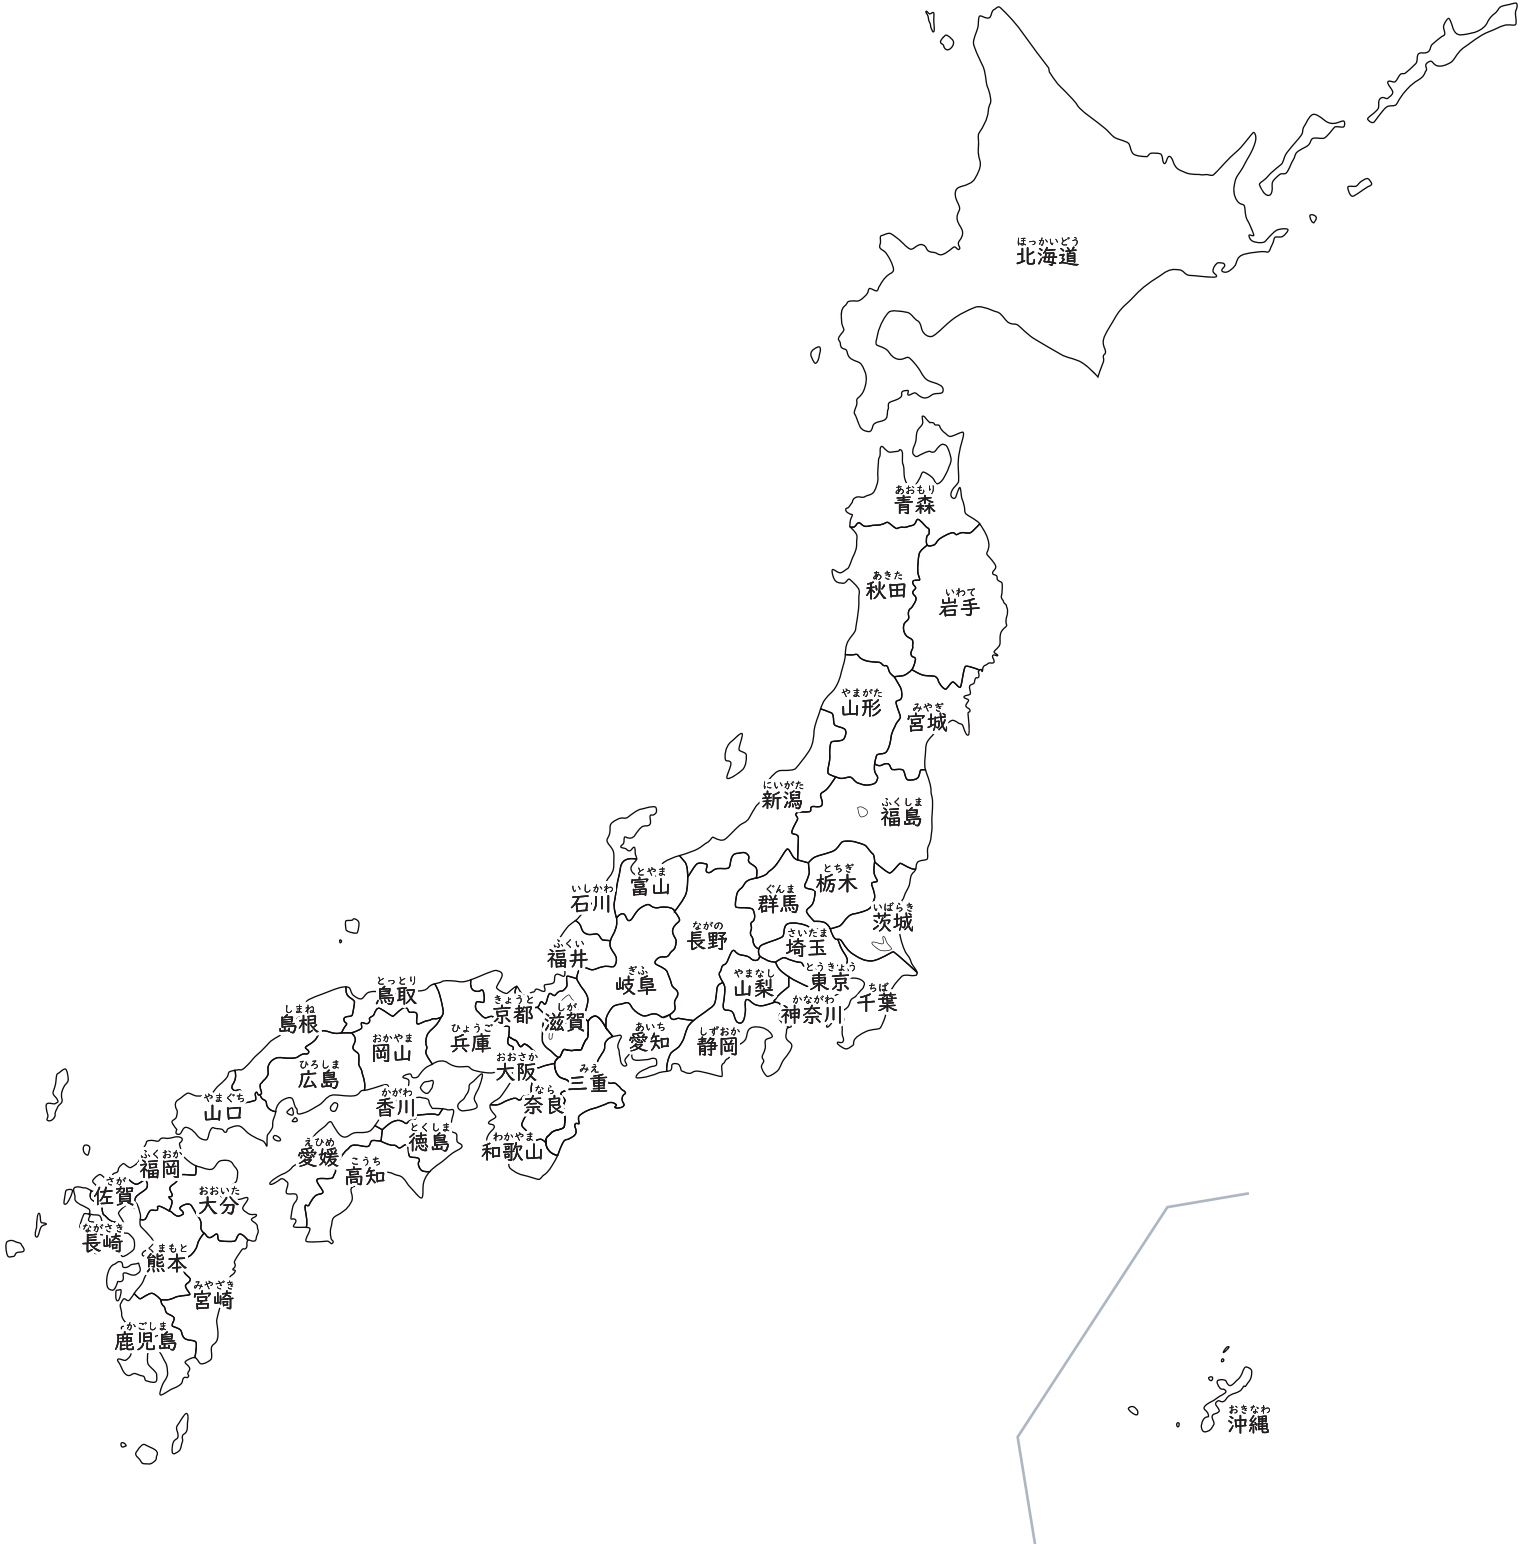 ほっかいどう
北海道
あおもり
青森
あきた
秋田
いわて
岩手
やまがた
山形
みやぎ
宮城
にいがた
新潟
ふくしま
福島
とやま
富山
いしかわ
石川
とちぎ
栃木
ぐんま
群馬
いばらき
茨城
ながの
長野
さいたま
埼玉
ふくい
福井
ぎふ
岐阜
やまなし
山梨
とうきょう
東京
ちば
千葉
かながわ
神奈川
とっとり
鳥取
しまね
島根
きょうと
京都
しが
滋賀
ひょうご
兵庫
あいち
愛知
しずおか
静岡
おかやま
岡山
ひろしま
広島
おおさか
大阪
みえ
三重
やまぐち
山口
かがわ
香川
なら
奈良
とくしま
徳島
わかやま
和歌山
えひめ
愛媛
こうち
高知
ふくおか
福岡
さが
佐賀
おおいた
大分
ながさき
長崎
くまもと
熊本
みやざき
宮崎
かごしま
鹿児島
おきなわ
沖縄